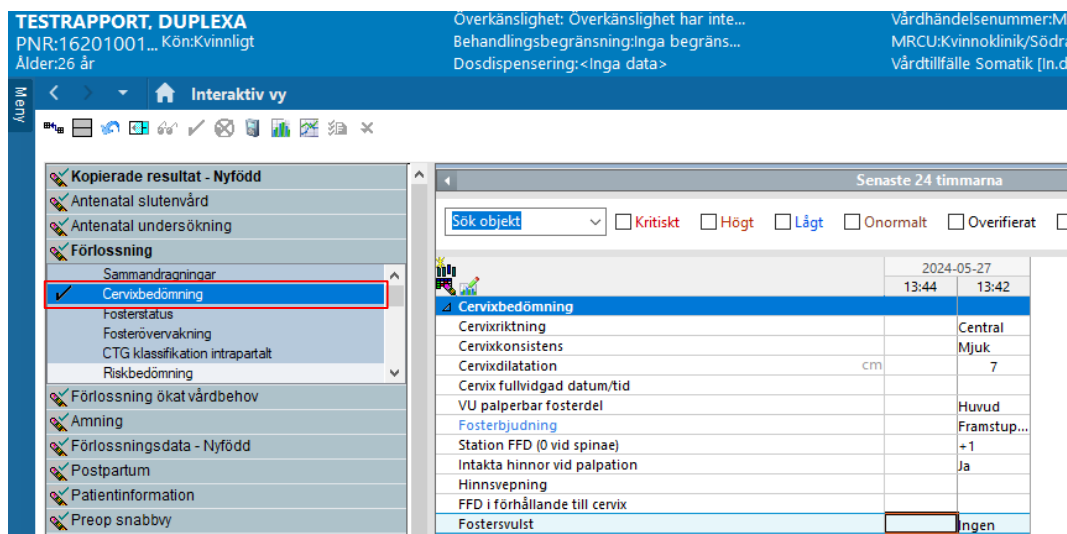 TESTRAPPORT, DUPLEXA
PNR:16201001... Kön:Kvinnligt
Ålder:26 år
Överkänslighet: Överkänslighet har inte...
Behandlingsbegränsning:Inga begräns...
Dosdispensering:<Inga data>
Vårdhändelsenummer:M
MRCU:Kvinnoklinik/Södra
Vårdtillfälle Somatik [In.d
Meny
Interaktiv vy
Kopierade resultat - Nyfödd
Antenatal slutenvård
Antenatal undersökning
Förlossning
Sammandragningar
Cervixbedömning
Fosterstatus
Fosterövervakning
CTG klassifikation intrapartalt
Riskbedömning
Förlossning ökat vårdbehov
Amning
Förlossningsdata - Nyfödd
Postpartum
Patientinformation
Preop snabbvy
Senaste 24 timmarna
Sök objekt Kritiskt Högt Lågt Onormalt Overifierat
2024-05-27
13:44 13:42
Cervixbedömning
Cervixriktning Central
Cervixkonsistens Mjuk
Cervixdilatation cm 7
Cervix fullvidgad datum/tid
VU palperbar fosterdel Huvud
Fosterbjudning Framstup...
Station FFD (0 vid spinae) +1
Intakta hinnor vid palpation Ja
Hinnsvepning
FFD i förhållande till cervix
Fostersvulst Ingen